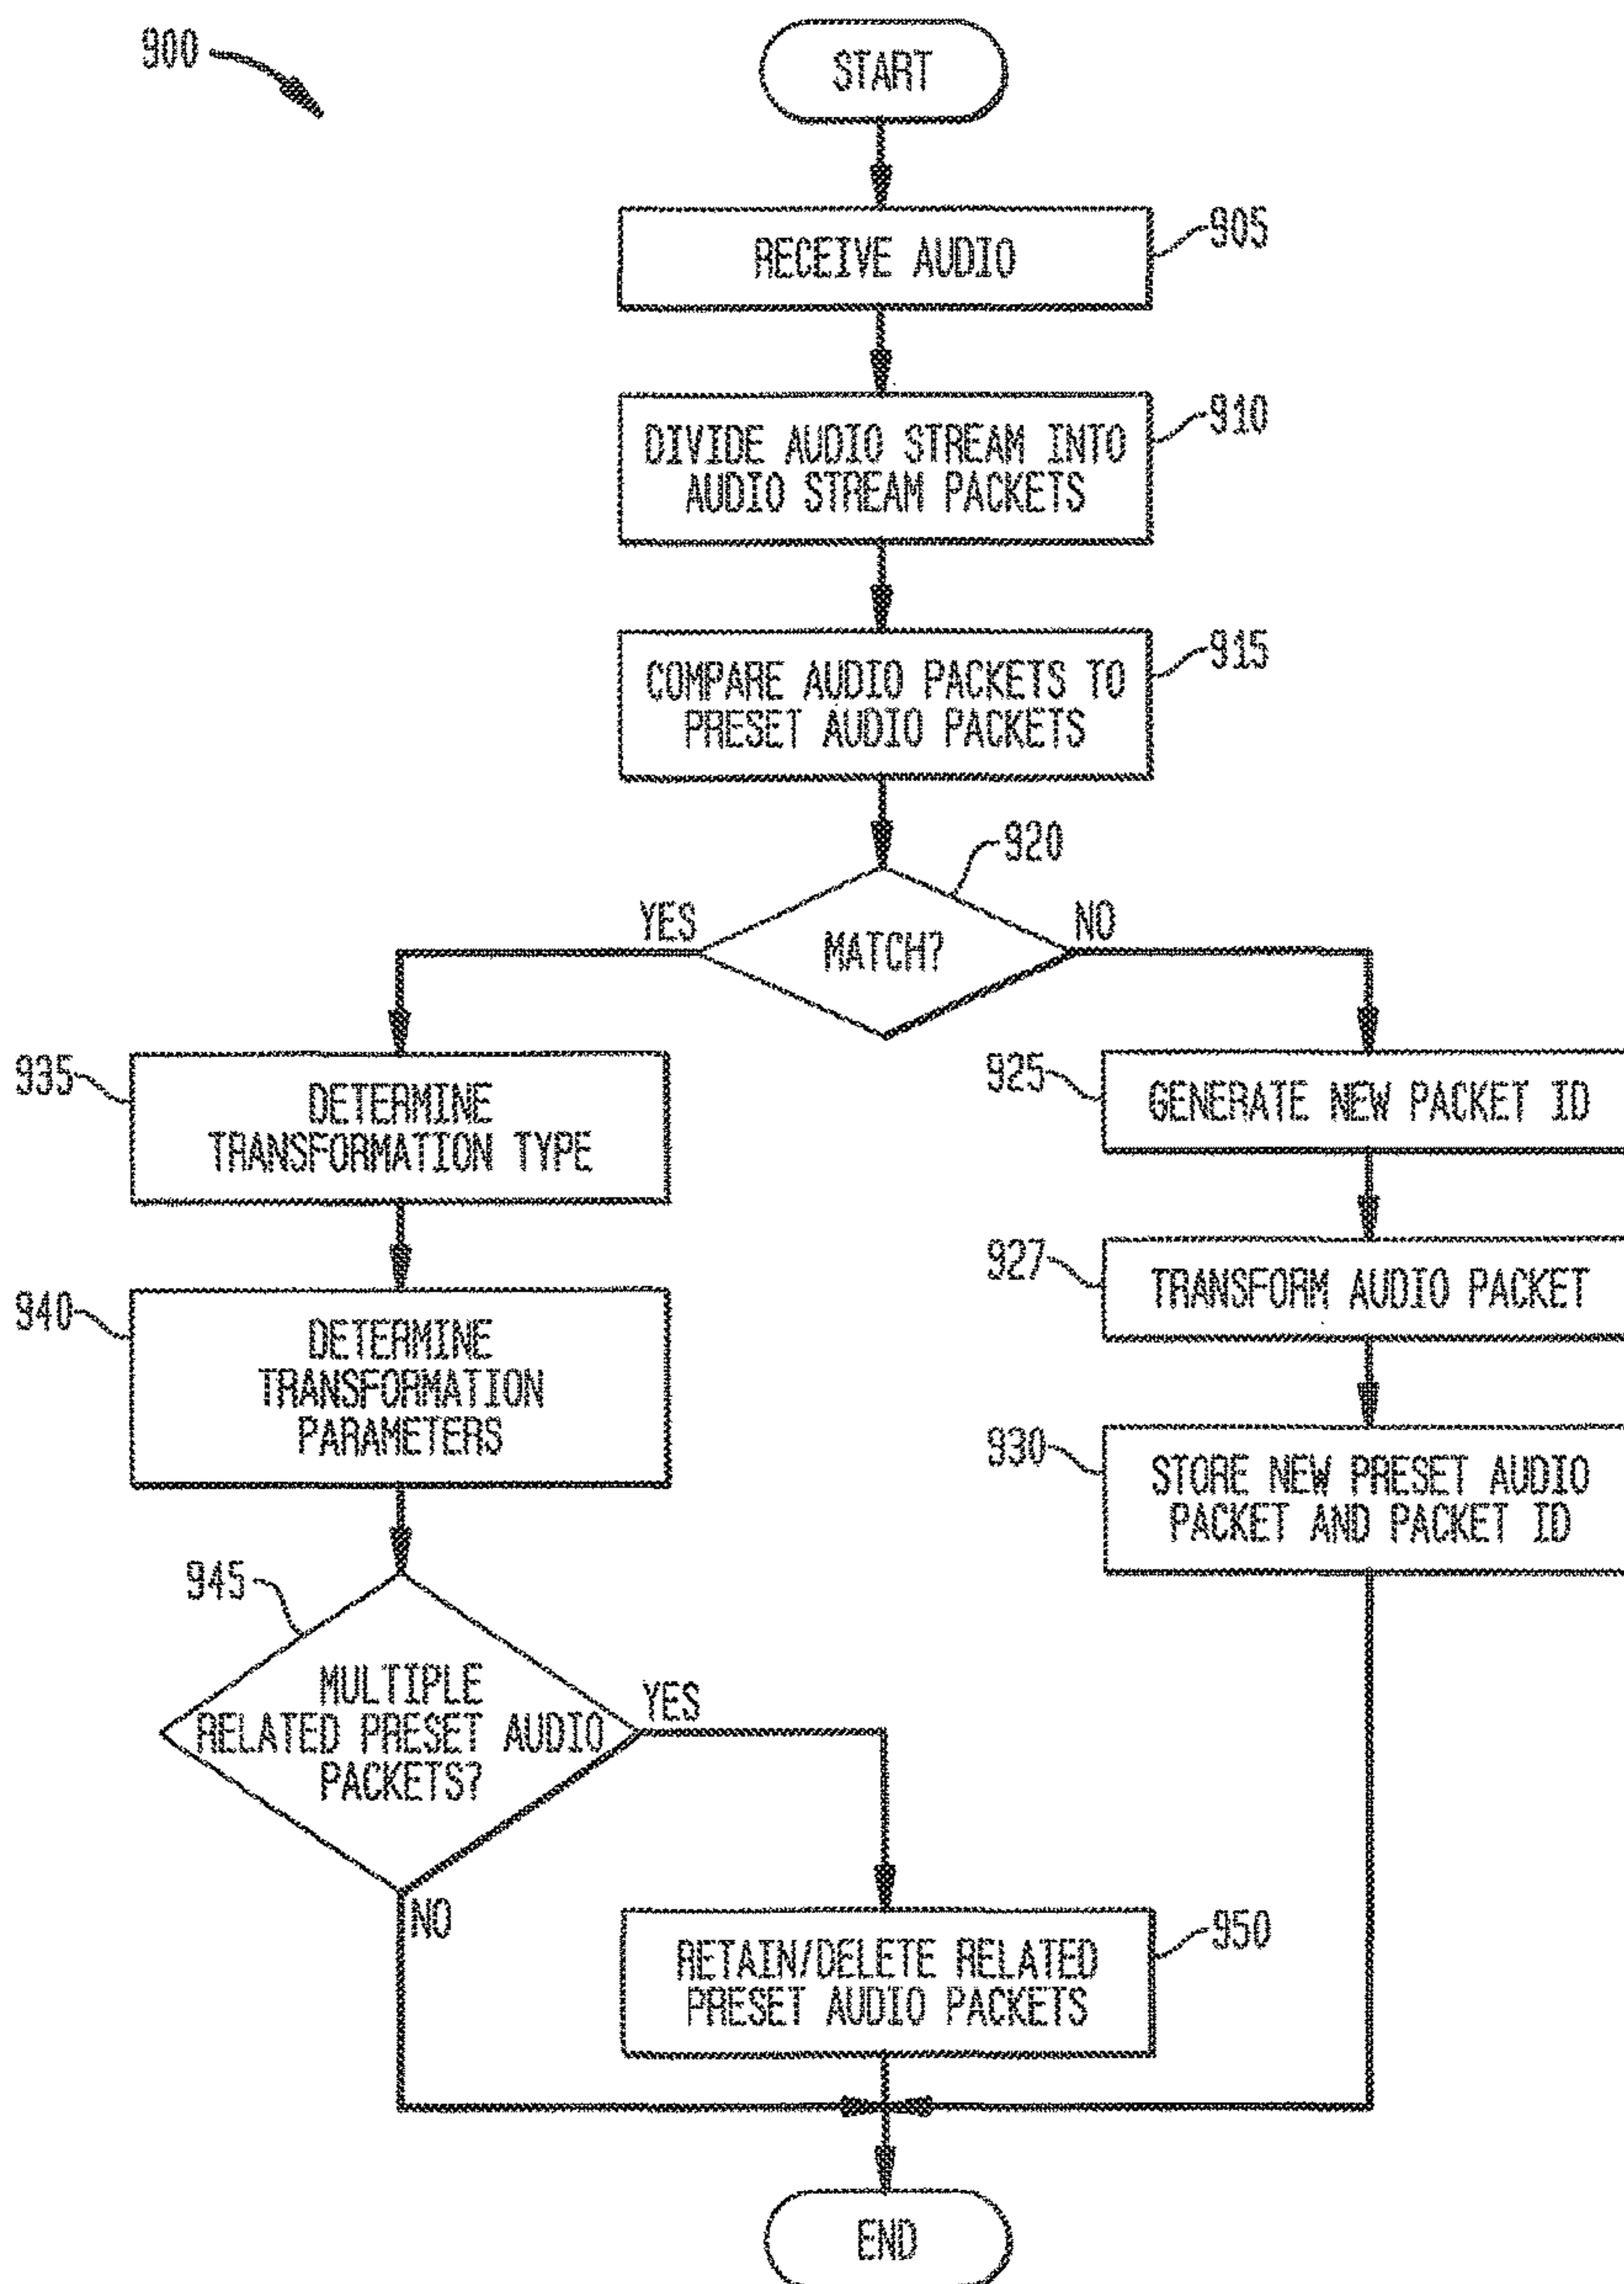 900
START
RECEIVE AUDIO
905
DIVIDE AUDIO STREAM INTO
AUDIO STREAM PACKETS
910
COMPARE AUDIO PACKETS TO
PRESET AUDIO PACKETS
915
920
MATCH?
YES
NO
935
DETERMINE
TRANSFORMATION TYPE
925
GENERATE NEW PACKET ID
940
DETERMINE
TRANSFORMATION
PARAMETERS
927
TRANSFORM AUDIO PACKET
930
STORE NEW PRESET AUDIO
PACKET AND PACKET ID
945
MULTIPLE
RELATED PRESET AUDIO
PACKETS?
YES
NO
RETAIN/DELETE RELATED
PRESET AUDIO PACKETS
950
END